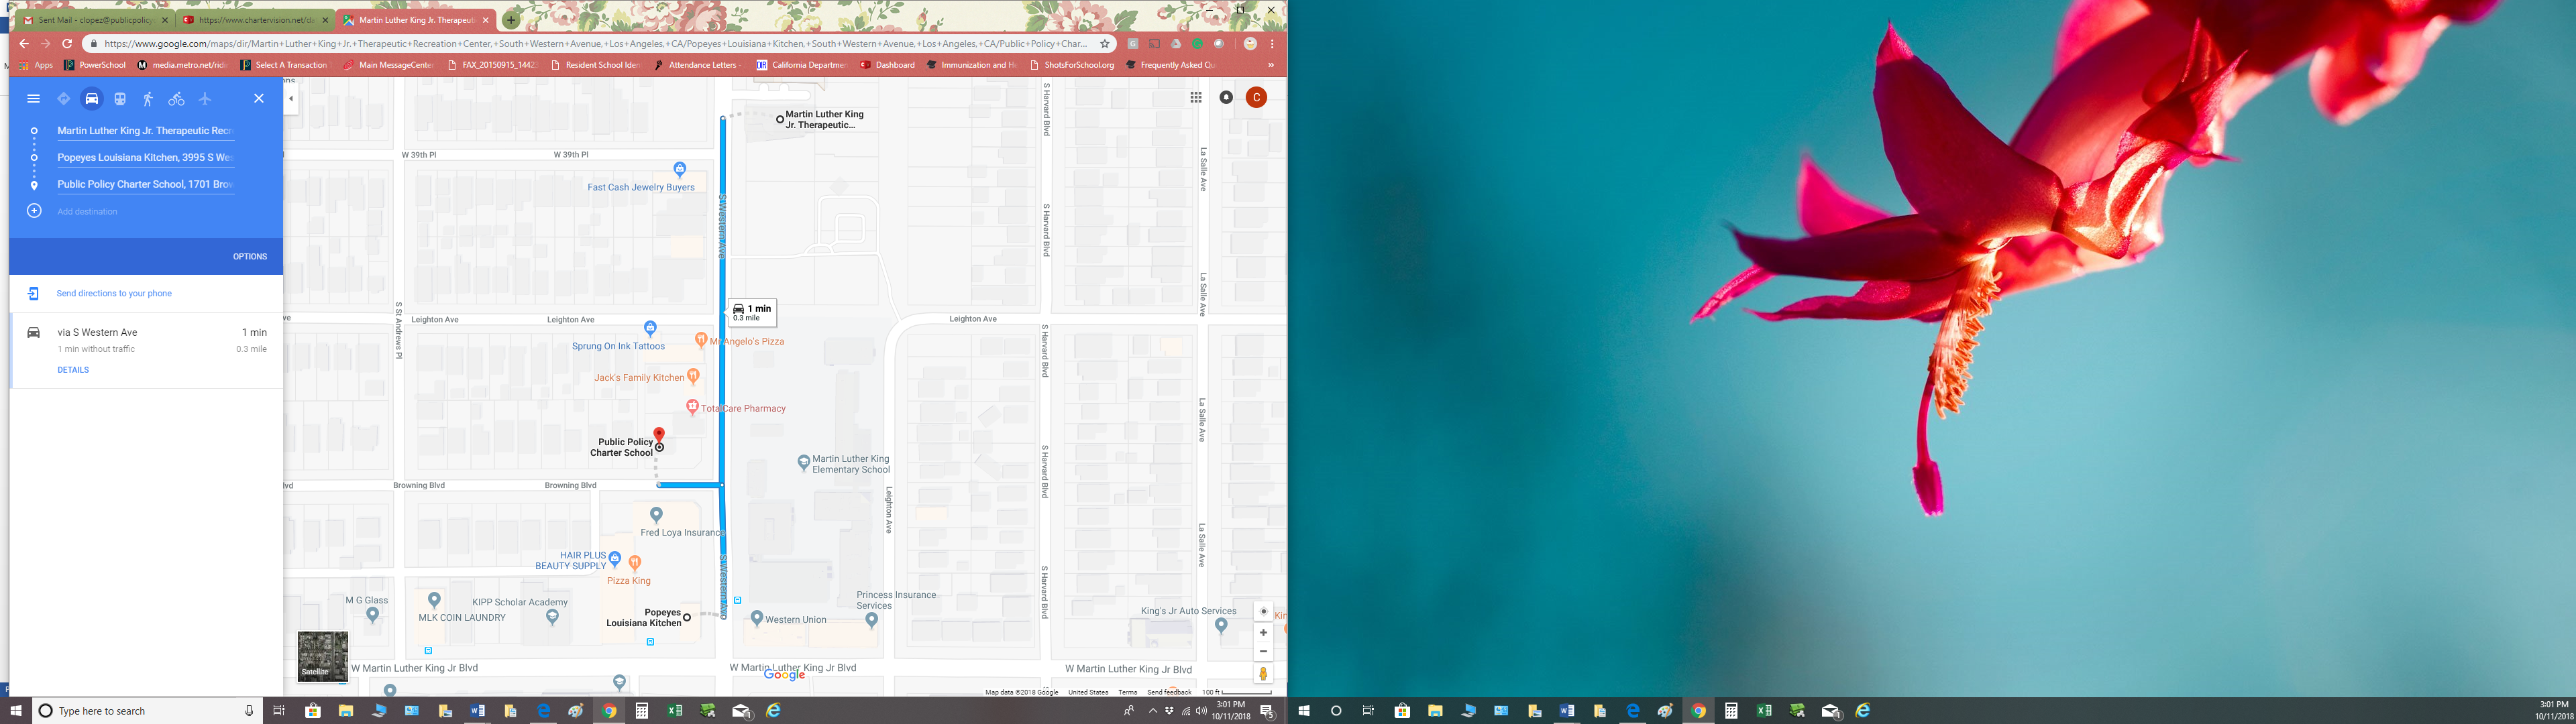 Sent Mail - clopez@publicpolicy
https://www.chartervision.net/da
Martin Luther King Jr. Therapeuti
https://www.google.com/maps/dir/Martin+Luther+King+Jr.+Therapeutic+Recreation+Center,+South+Western+Avenue,+Los+Angeles,+CA/Popeyes+Louisiana+Kitchen,+South+Western+Avenue,+Los+Angeles,+CA/Public+Policy+Char...
Apps
PowerSchool
media.metro.net/ride
Select A Transaction
Main MessageCenter
FAX_20150915_1442
Resident School Iden
Attendance Letters -
California Departmen
Dashboard
Immunization and He
ShotsForSchool.org
Frequently Asked Qu
Martin Luther King Jr. Therapeutic Recr
Popeyes Louisiana Kitchen, 3995 S Wes
Public Policy Charter School, 1701 Brow
Add destination
OPTIONS
Send directions to your phone
via S Western Ave
1 min
1 min without traffic
0.3 mile
DETAILS
C
Martin Luther King
Jr. Therapeutic...
W 39th Pl
W 39th Pl
Fast Cash Jewelry Buyers
S Western Ave
S Harvard Blvd
S Harvard Blvd
La Salle Ave
La Salle Ave
1 min
0.3 mile
Leighton Ave
Leighton Ave
Leighton Ave
S St Andrews Pl
Sprung On Ink Tattoos
Mr Angelo's Pizza
Jack's Family Kitchen
TotalCare Pharmacy
S Harvard Blvd
La Salle Ave
Public Policy
Charter School
Martin Luther King
Elementary School
S Harvard Blvd
Browning Blvd
Browning Blvd
Leighton Ave
Fred Loya Insurance
La Salle Ave
HAIR PLUS
BEAUTY SUPPLY
Pizza King
S Western Ave
S Harvard Blvd
M G Glass
KIPP Scholar Academy
MLK COIN LAUNDRY
Popeyes
Louisiana Kitchen
Western Union
Princess Insurance
Services
King's Jr Auto Services
Satellite
W Martin Luther King Jr Blvd
W Martin Luther King Jr Blvd
W Martin Luther King Jr Blvd
Google
Map data ©2018 Google
United States
Terms
Send feedback
100 ft
Type here to search
3:01 PM
10/11/2018
5
3:01 PM
10/11/2018